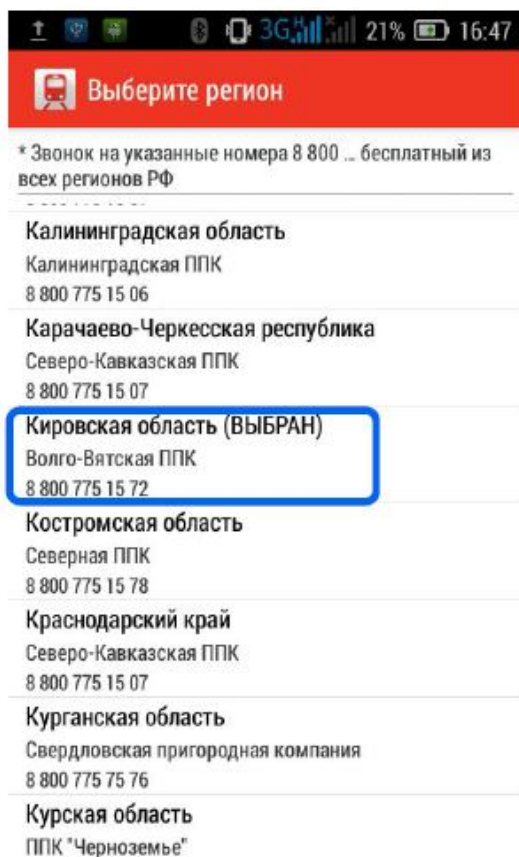 3G H 21% 16:47
Выберите регион
* Звонок на указанные номера 8 800 ... бесплатный из
всех регионов РФ
Калининградская область
Калининградская ППК
8 800 775 15 06
Карачаево-Черкесская республика
Северо-Кавказская ППК
8 800 775 15 07
Кировская область (ВЫБРАН)
Волго-Вятская ППК
8 800 775 15 72
Костромская область
Северная ППК
8 800 775 15 78
Краснодарский край
Северо-Кавказская ППК
8 800 775 15 07
Курганская область
Свердловская пригородная компания
8 800 775 75 76
Курская область
ППК "Черноземье"